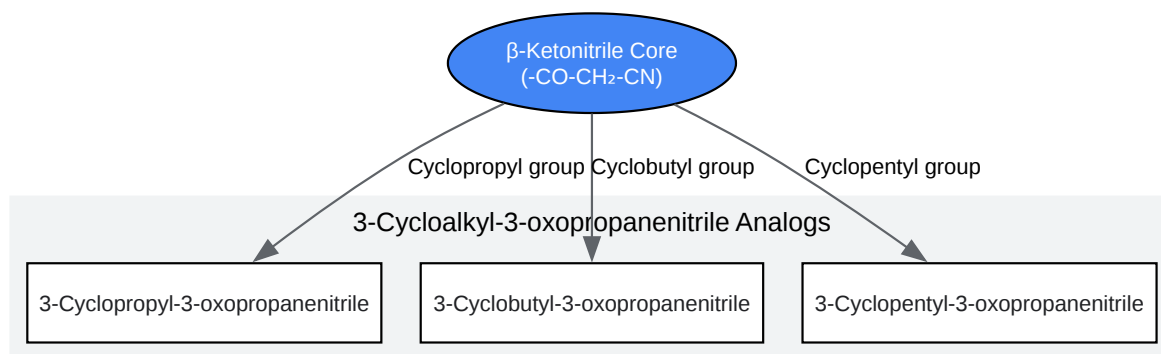 β-Ketonitrile Core
(-CO-CH₂-CN)
Cyclopropyl group
Cyclobutyl group
Cyclopentyl group
3-Cycloalkyl-3-oxopropanenitrile Analogs
3-Cyclopropyl-3-oxopropanenitrile
3-Cyclobutyl-3-oxopropanenitrile
3-Cyclopentyl-3-oxopropanenitrile